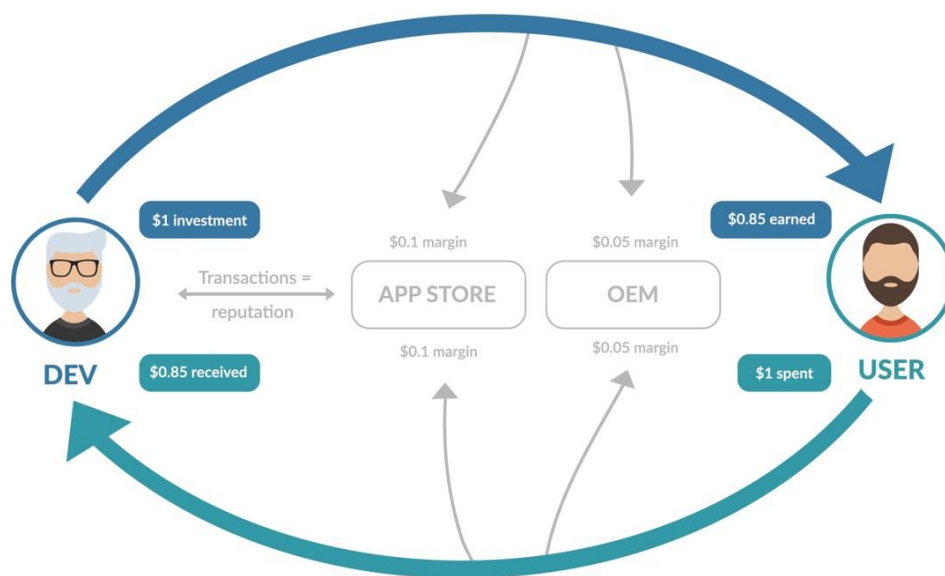 $1 investment
$0.85 earned
$0.1 margin
$0.05 margin
Transactions =
reputation
APP STORE
OEM
$0.1 margin
$0.05 margin
DEV
$0.85 received
$1 spent
USER